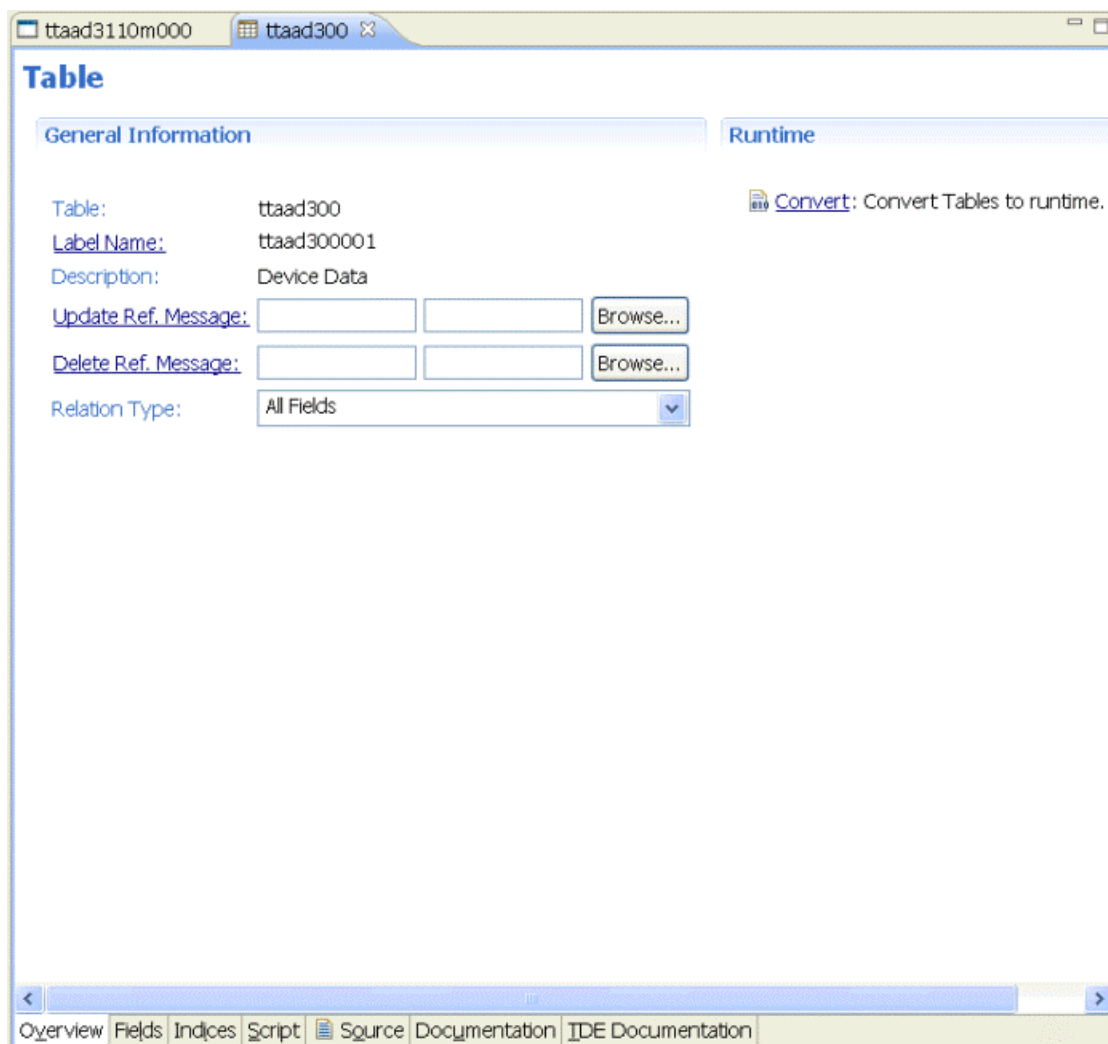 ttaad3110m000 ttaad300
Table
General Information
Runtime
Table: ttaad300
Convert: Convert Tables to runtime.
Label Name: ttaad300001
Description: Device Data
Update Ref. Message: Browse...
Delete Ref. Message: Browse...
Relation Type: All Fields
Overview Fields Indices Script Source Documentation TDE Documentation